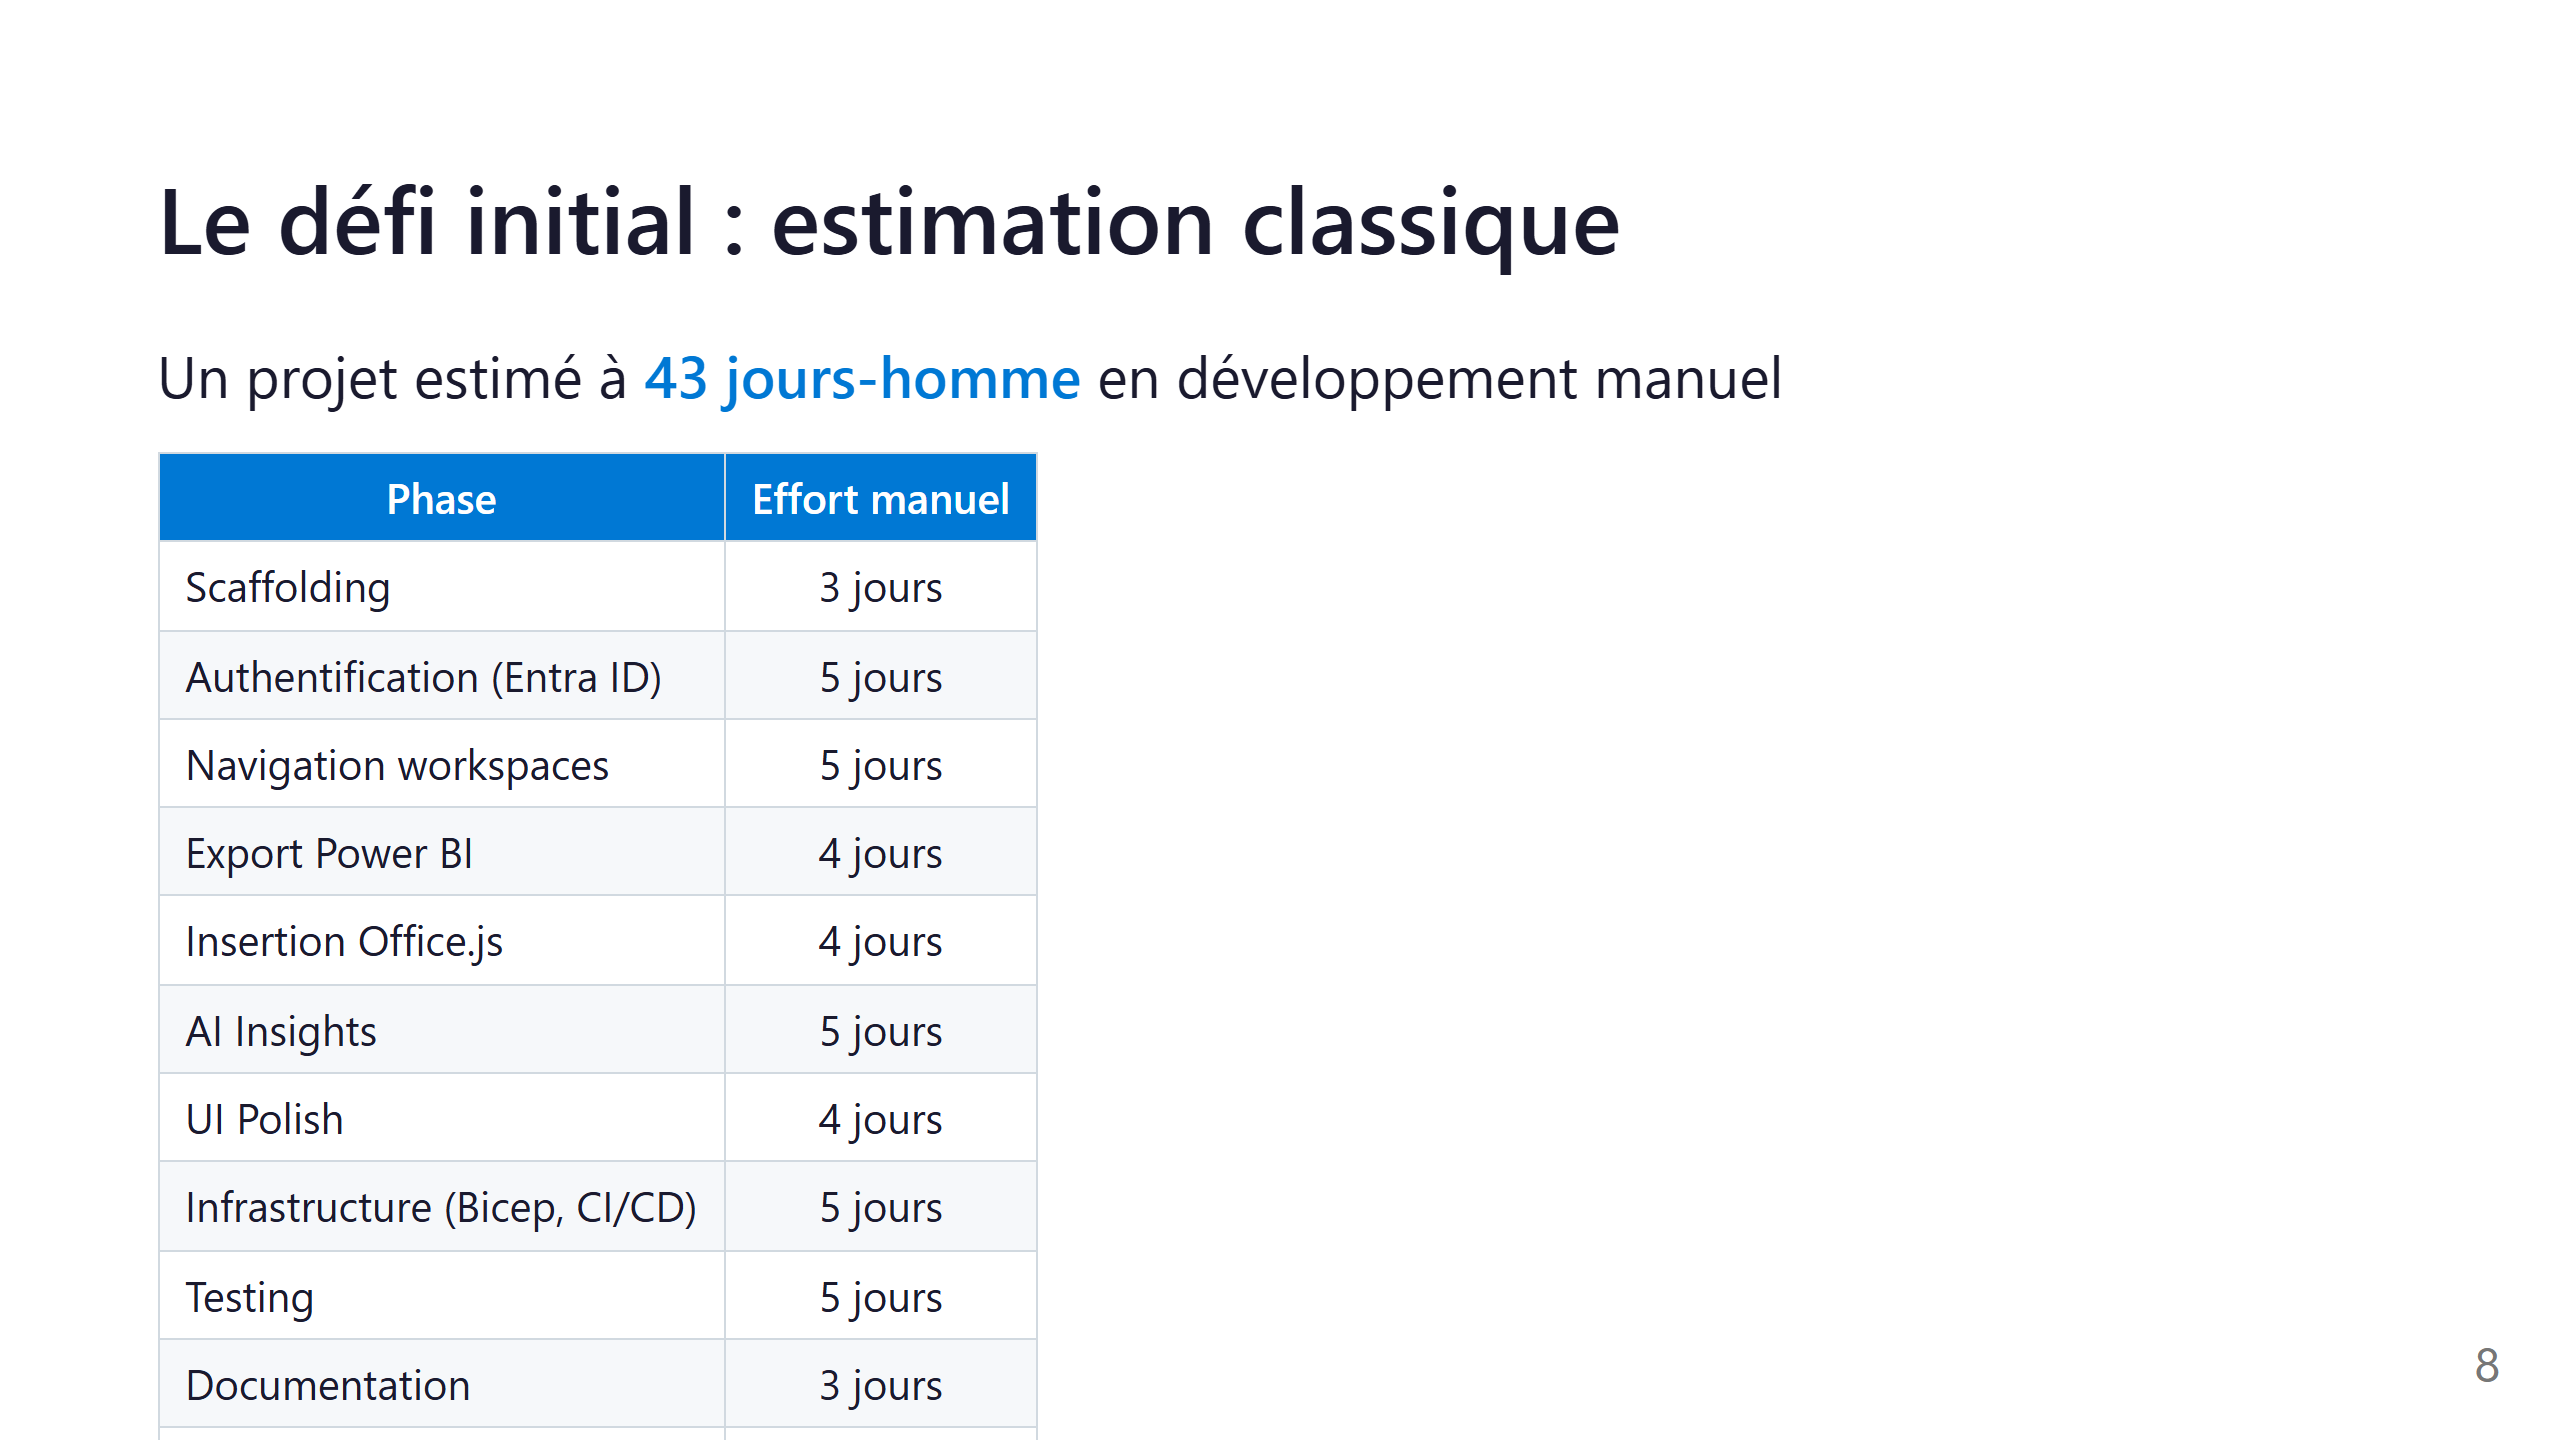 Le défi initial : estimation classique
Un projet estimé à 43 jours-homme en développement manuel
Phase Effort manuel
Scaffolding 3 jours
Authentification (Entra ID) 5 jours
Navigation workspaces 5 jours
Export Power BI 4 jours
Insertion Office.js 4 jours
AI Insights 5 jours
UI Polish 4 jours
Infrastructure (Bicep, CI/CD) 5 jours
Testing 5 jours
Documentation 3 jours
8